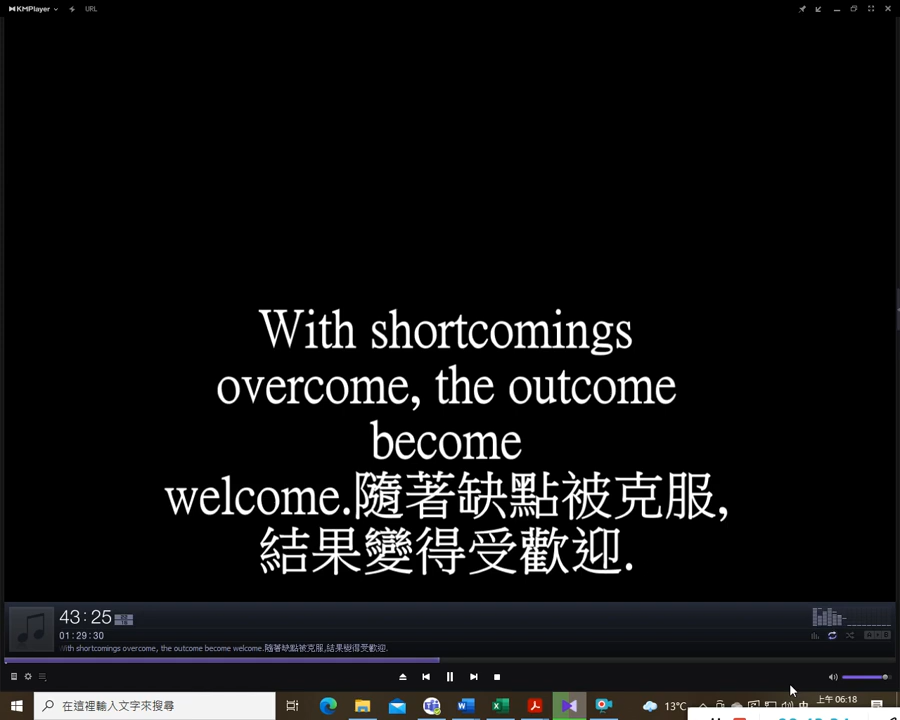 KMPlayer
URL
With shortcomings
overcome, the outcome
become
welcome.隨著缺點被克服,
結果變得受歡迎.
43:25
01:29:30
With shortcomings overcome, the outcome become welcome.隨著缺點被克服,結果變得受歡迎.
在這裡輸入文字來搜尋
13°C
中
上午 06:18